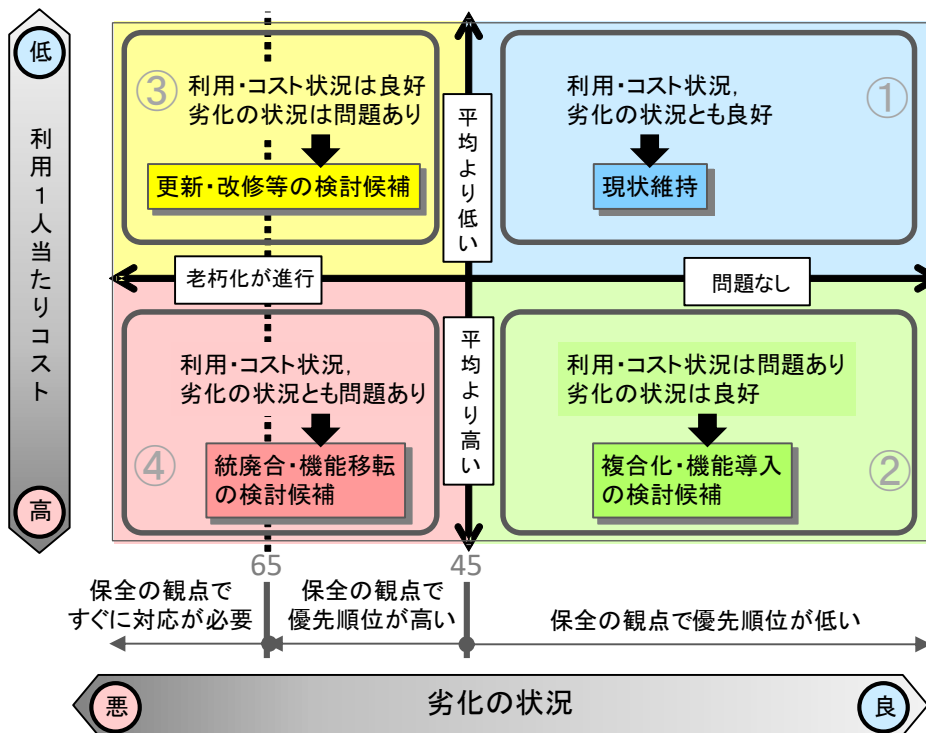 低
利用１人当たりコスト
高
③
利用・コスト状況は良好
劣化の状況は問題あり
更新・改修等の検討候補
平均より低い
①
利用・コスト状況，
劣化の状況とも良好
現状維持
老朽化が進行
問題なし
④
利用・コスト状況，
劣化の状況とも問題あり
統廃合・機能移転
の検討候補
平均より高い
②
利用・コスト状況は問題あり
劣化の状況は良好
複合化・機能導入
の検討候補
65
45
保全の観点で
すぐに対応が必要
保全の観点で
優先順位が高い
保全の観点で優先順位が低い
悪
劣化の状況
良